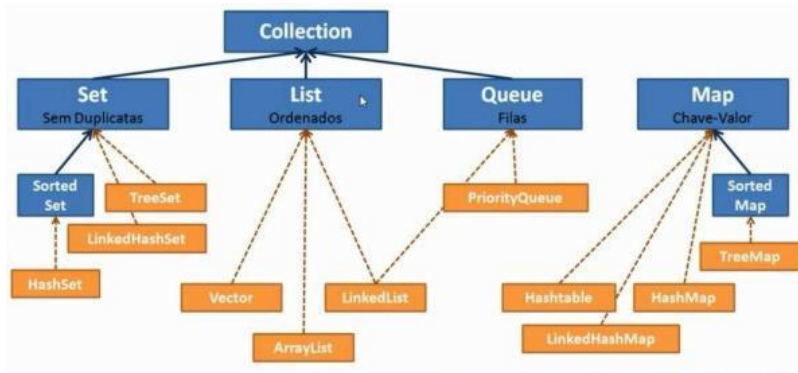 Collection
Set
Sem Duplicatas
List
Ordenados
Queue
Filas
Map
Chave-Valor
Sorted
Set
TreeSet
LinkedHashSet
HashSet
Vector
ArrayList
LinkedList
PriorityQueue
Hashtable
LinkedHashMap
HashMap
Sorted
Map
TreeMap